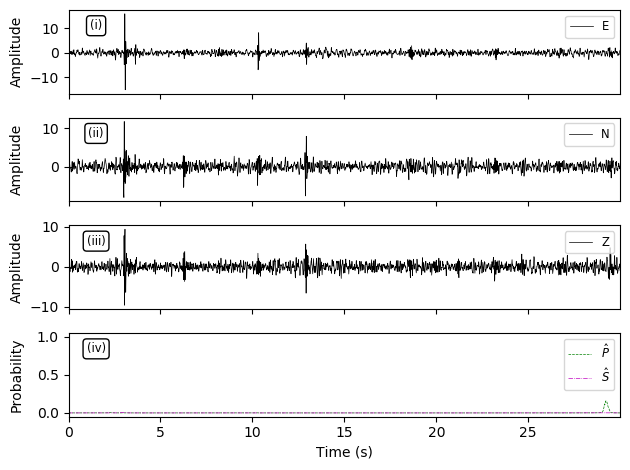 (i)
E
Amplitude
10
0
−10
(ii)
N
Amplitude
10
0
(iii)
Z
Amplitude
10
0
−10
(iv)
P̂
Ŝ
Probability
1.0
0.5
0.0
0 5 10 15 20 25
Time (s)